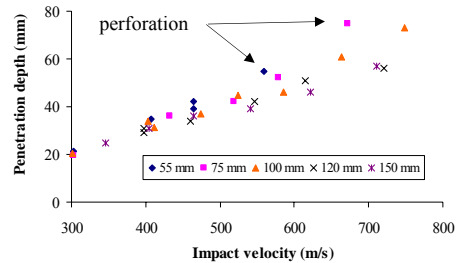 perforation
Penetration depth (mm)
80
60
40
20
0
55 mm 75 mm 100 mm 120 mm 150 mm
300 400 500 600 700 800
Impact velocity (m/s)